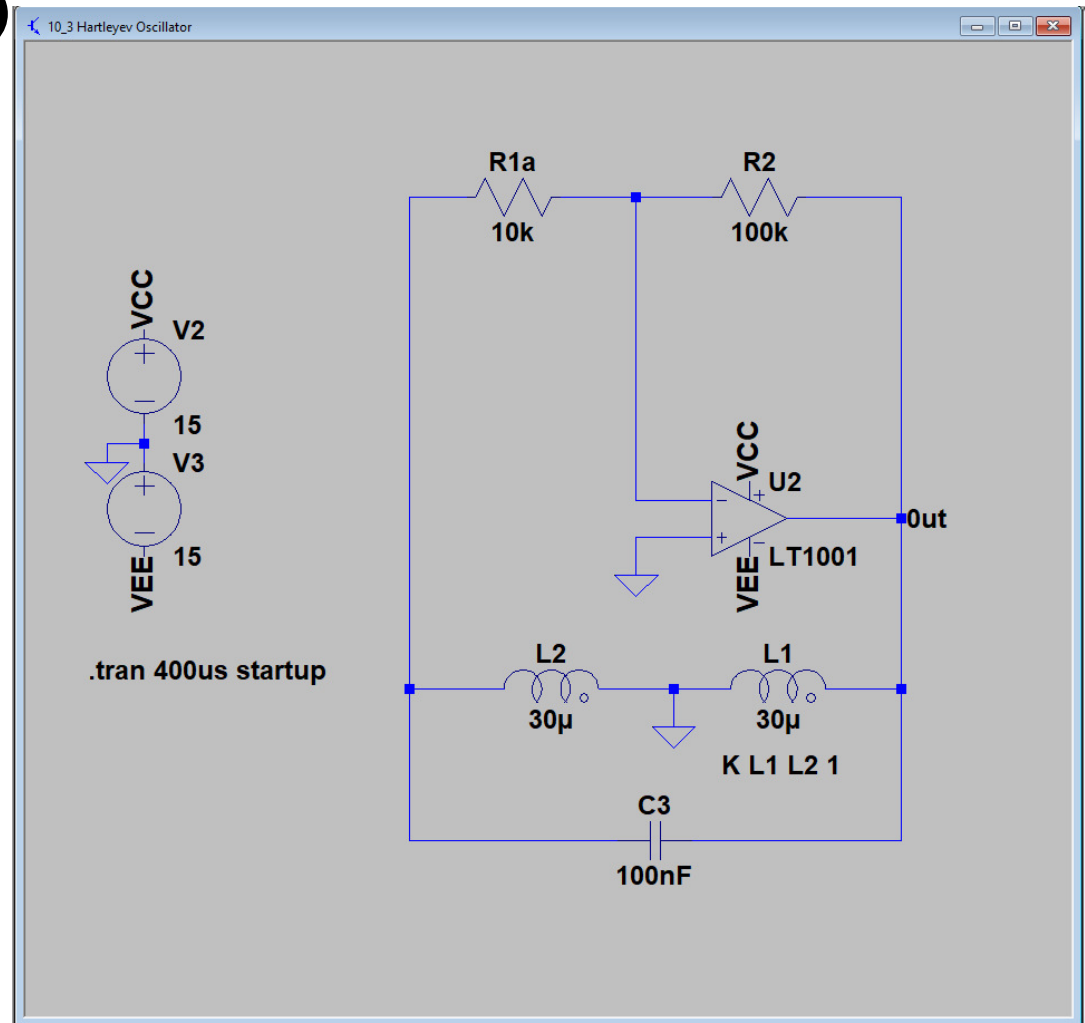 10_3 Hartleyev Oscillator
R1a
10k
R2
100k
VCC
V2
15
V3
15
VEE
VCC
U2
LT1001
VEE
0ut
.tran 400us startup
L2
30µ
L1
30µ
K L1 L2 1
C3
100nF